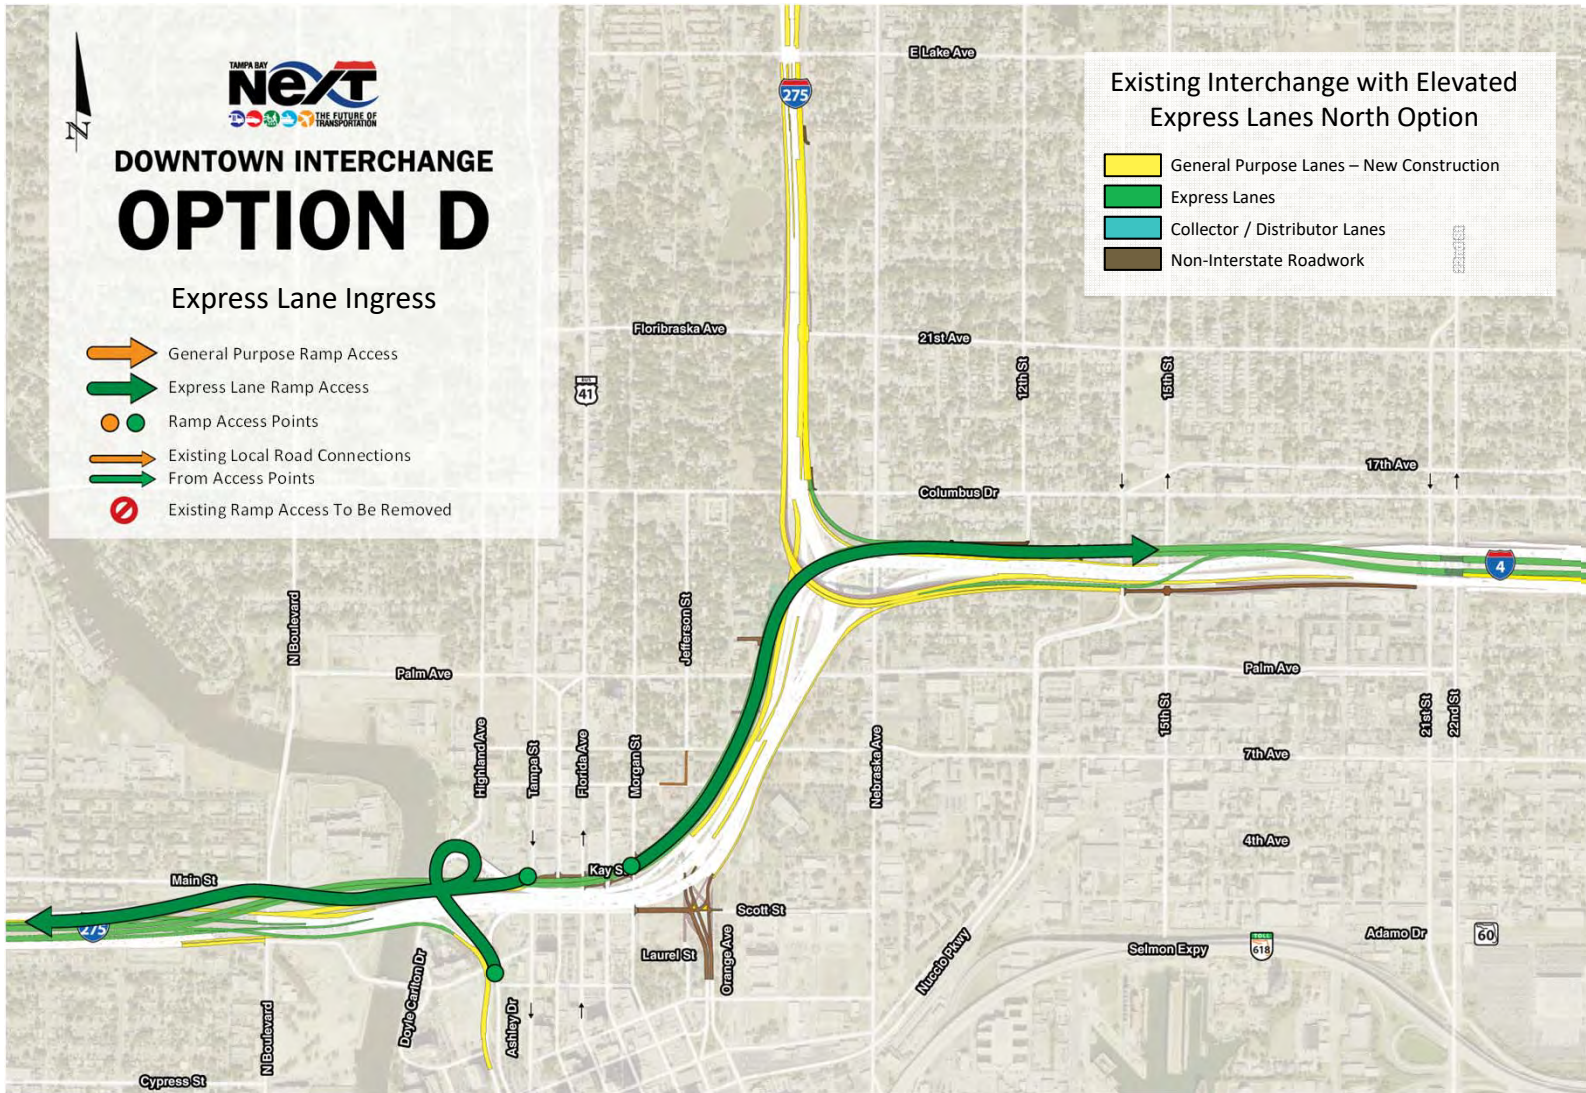 N
TAMPA BAY
NexT
THE FUTURE OF
TRANSPORTATION
DOWNTOWN INTERCHANGE
OPTION D
Express Lane Ingress
General Purpose Ramp Access
Express Lane Ramp Access
Ramp Access Points
Existing Local Road Connections
From Access Points
Existing Ramp Access To Be Removed
Existing Interchange with Elevated
Express Lanes North Option
General Purpose Lanes – New Construction
Express Lanes
Collector / Distributor Lanes
Non-Interstate Roadwork
22nd St
E Lake Ave
275
Floribraska Ave
21st Ave
BUS
41
12th St
15th St
17th Ave
Columbus Dr
4
N Boulevard
Jefferson St
Palm Ave
Palm Ave
Highland Ave
Tampa St
Florida Ave
Morgan St
Nebraska Ave
15th St
21st St
22nd St
7th Ave
4th Ave
Main St
Kay S
275
Scott St
Laurel St
Orange Ave
Nuccio Pkwy
Selmon Expy
TOLL
618
Adamo Dr
60
N Boulevard
Doyle Carlton Dr
Ashley Dr
Cypress St